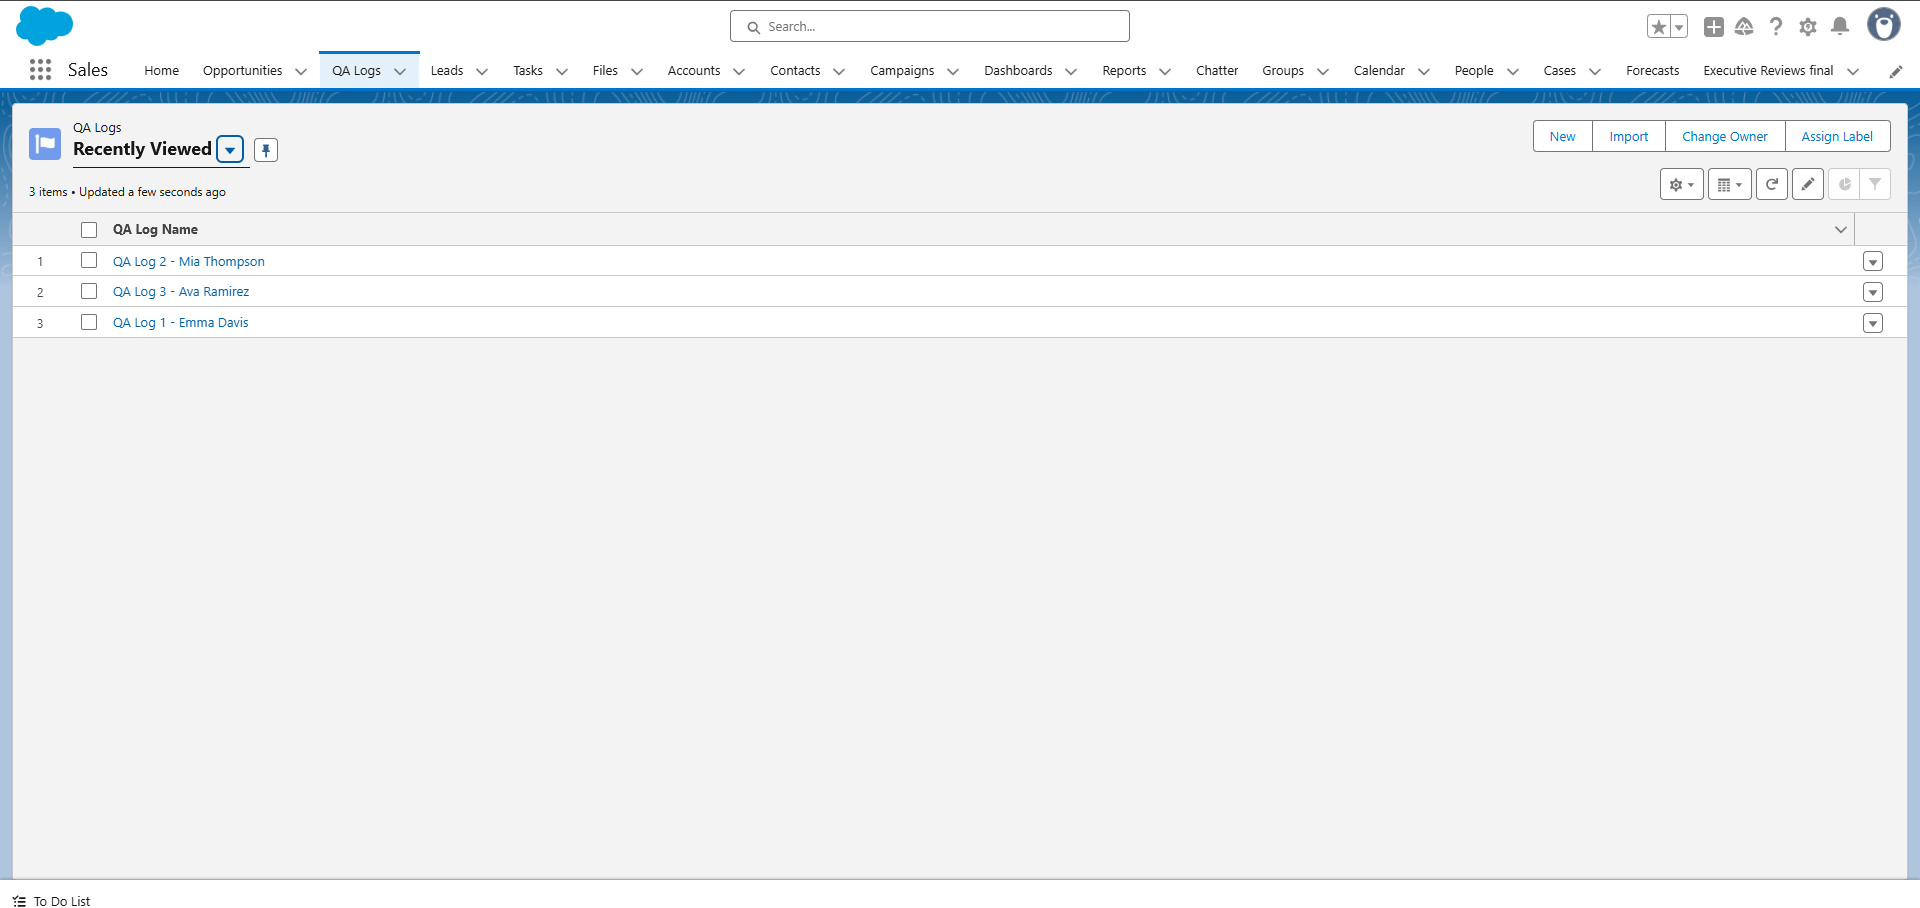 Search...
Sales
Home
Opportunities
QA Logs
Leads
Tasks
Files
Accounts
Contacts
Campaigns
Dashboards
Reports
Chatter
Groups
Calendar
People
Cases
Forecasts
Executive Reviews final
QA Logs
Recently Viewed
New
Import
Change Owner
Assign Label
3 items • Updated a few seconds ago
QA Log Name
1 QA Log 2 - Mia Thompson
2 QA Log 3 - Ava Ramirez
3 QA Log 1 - Emma Davis
To Do List